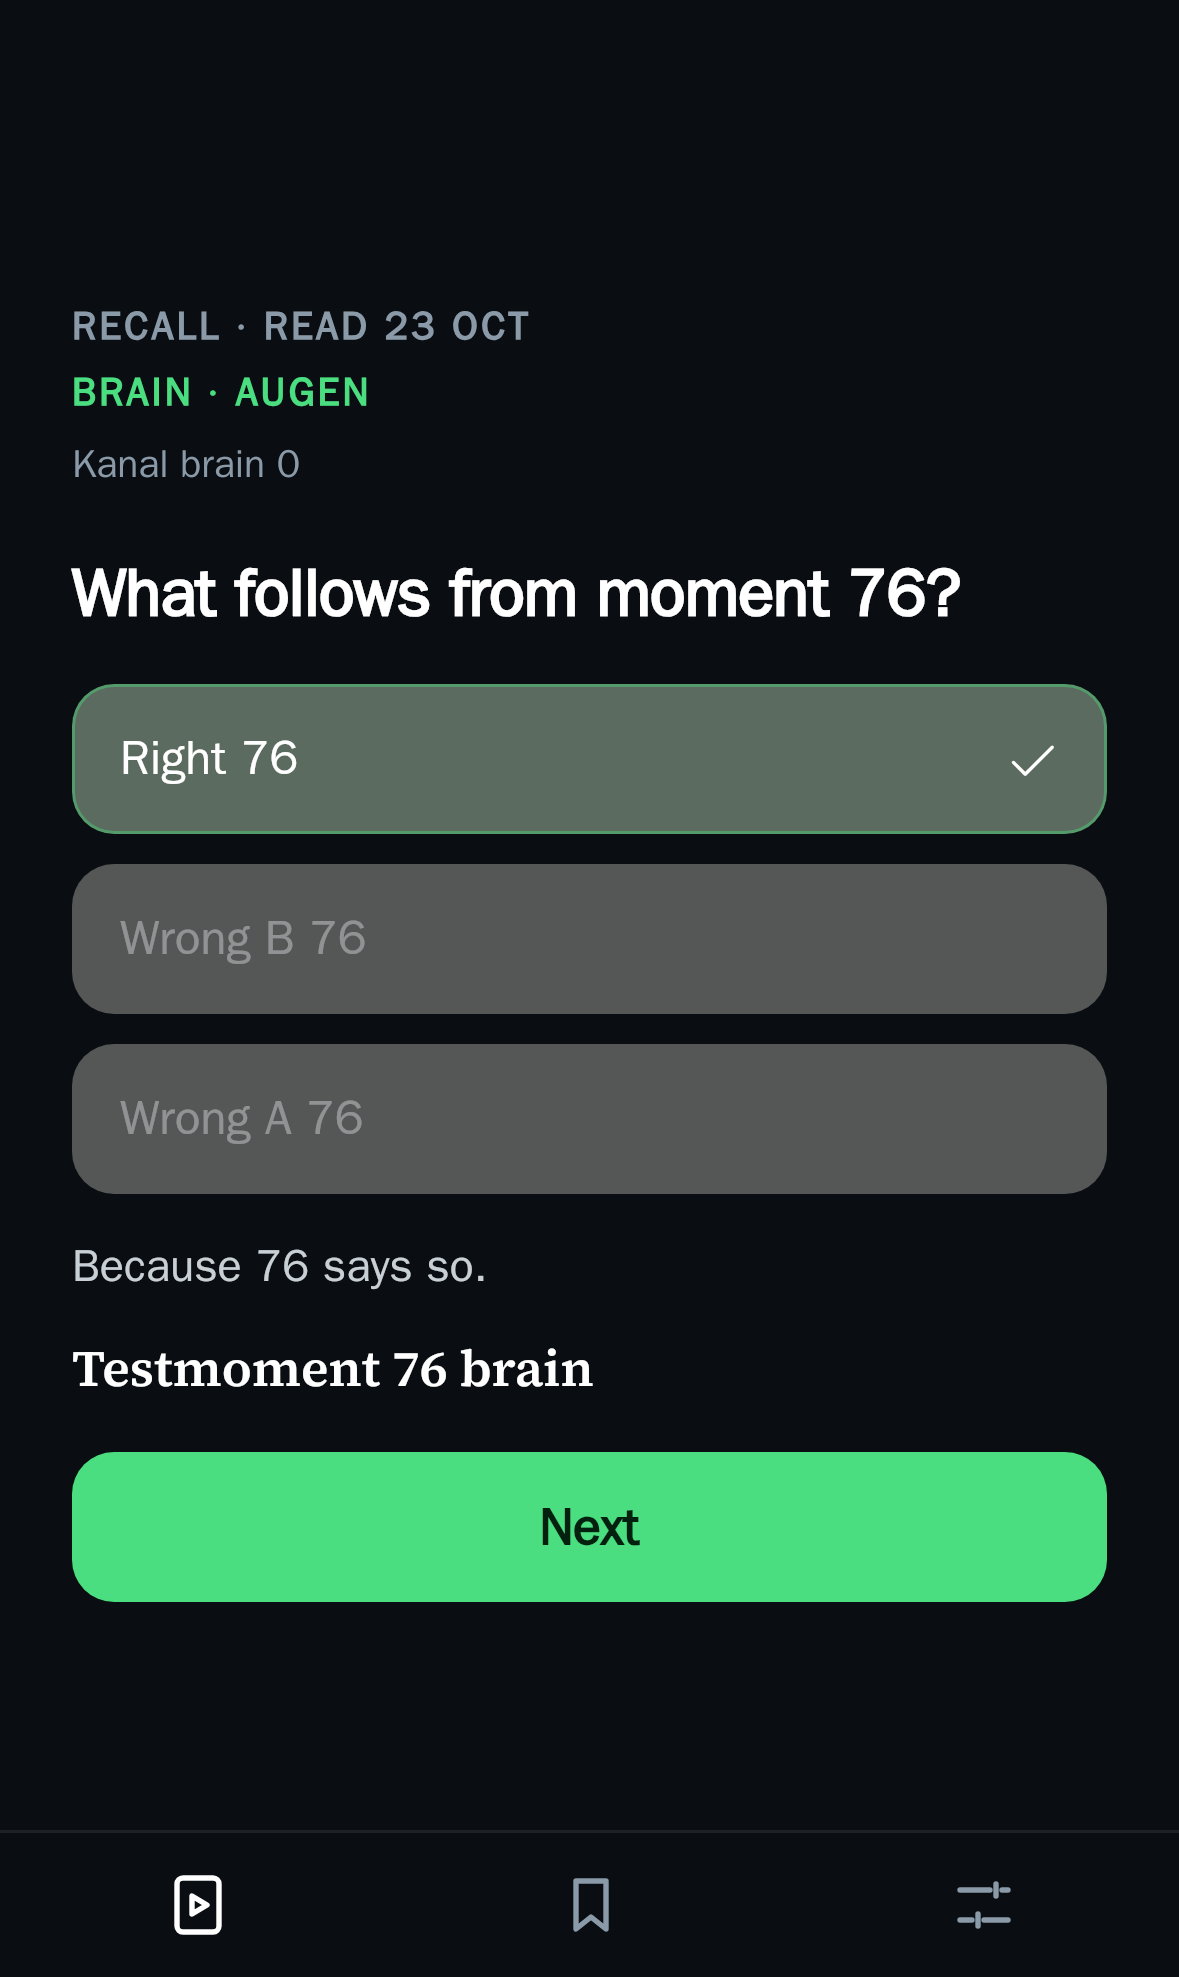 RECALL · READ 23 OCT
BRAIN · AUGEN
Kanal brain 0
What follows from moment 76?
Right 76
Wrong B 76
Wrong A 76
Because 76 says so.
Testmoment 76 brain
Next